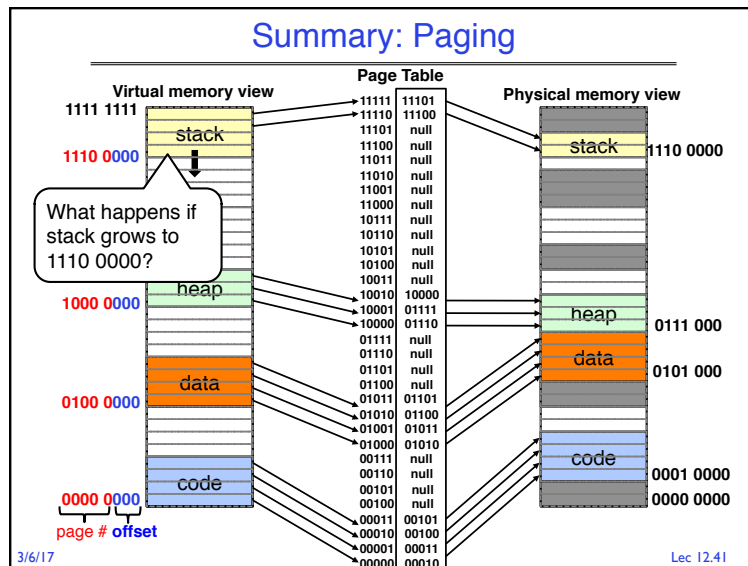 Summary: Paging
Virtual memory view
Page Table
Physical memory view
1111 1111
stack
1110 0000
What happens if
stack grows to
1110 0000?
heap
1000 0000
data
0100 0000
code
0000 0000
page # offset
11111 11101
11110 11100
11101 null
11100 null
11011 null
11010 null
11001 null
11000 null
10111 null
10110 null
10101 null
10100 null
10011 null
10010 10000
10001 01111
10000 01110
01111 null
01110 null
01101 null
01100 null
01011 01101
01010 01100
01001 01011
01000 01010
00111 null
00110 null
00101 null
00100 null
00011 00101
00010 00100
00001 00011
00000 00010
stack
1110 0000
heap
0111 000
data
0101 000
code
0001 0000
0000 0000
3/6/17
Lec 12.41